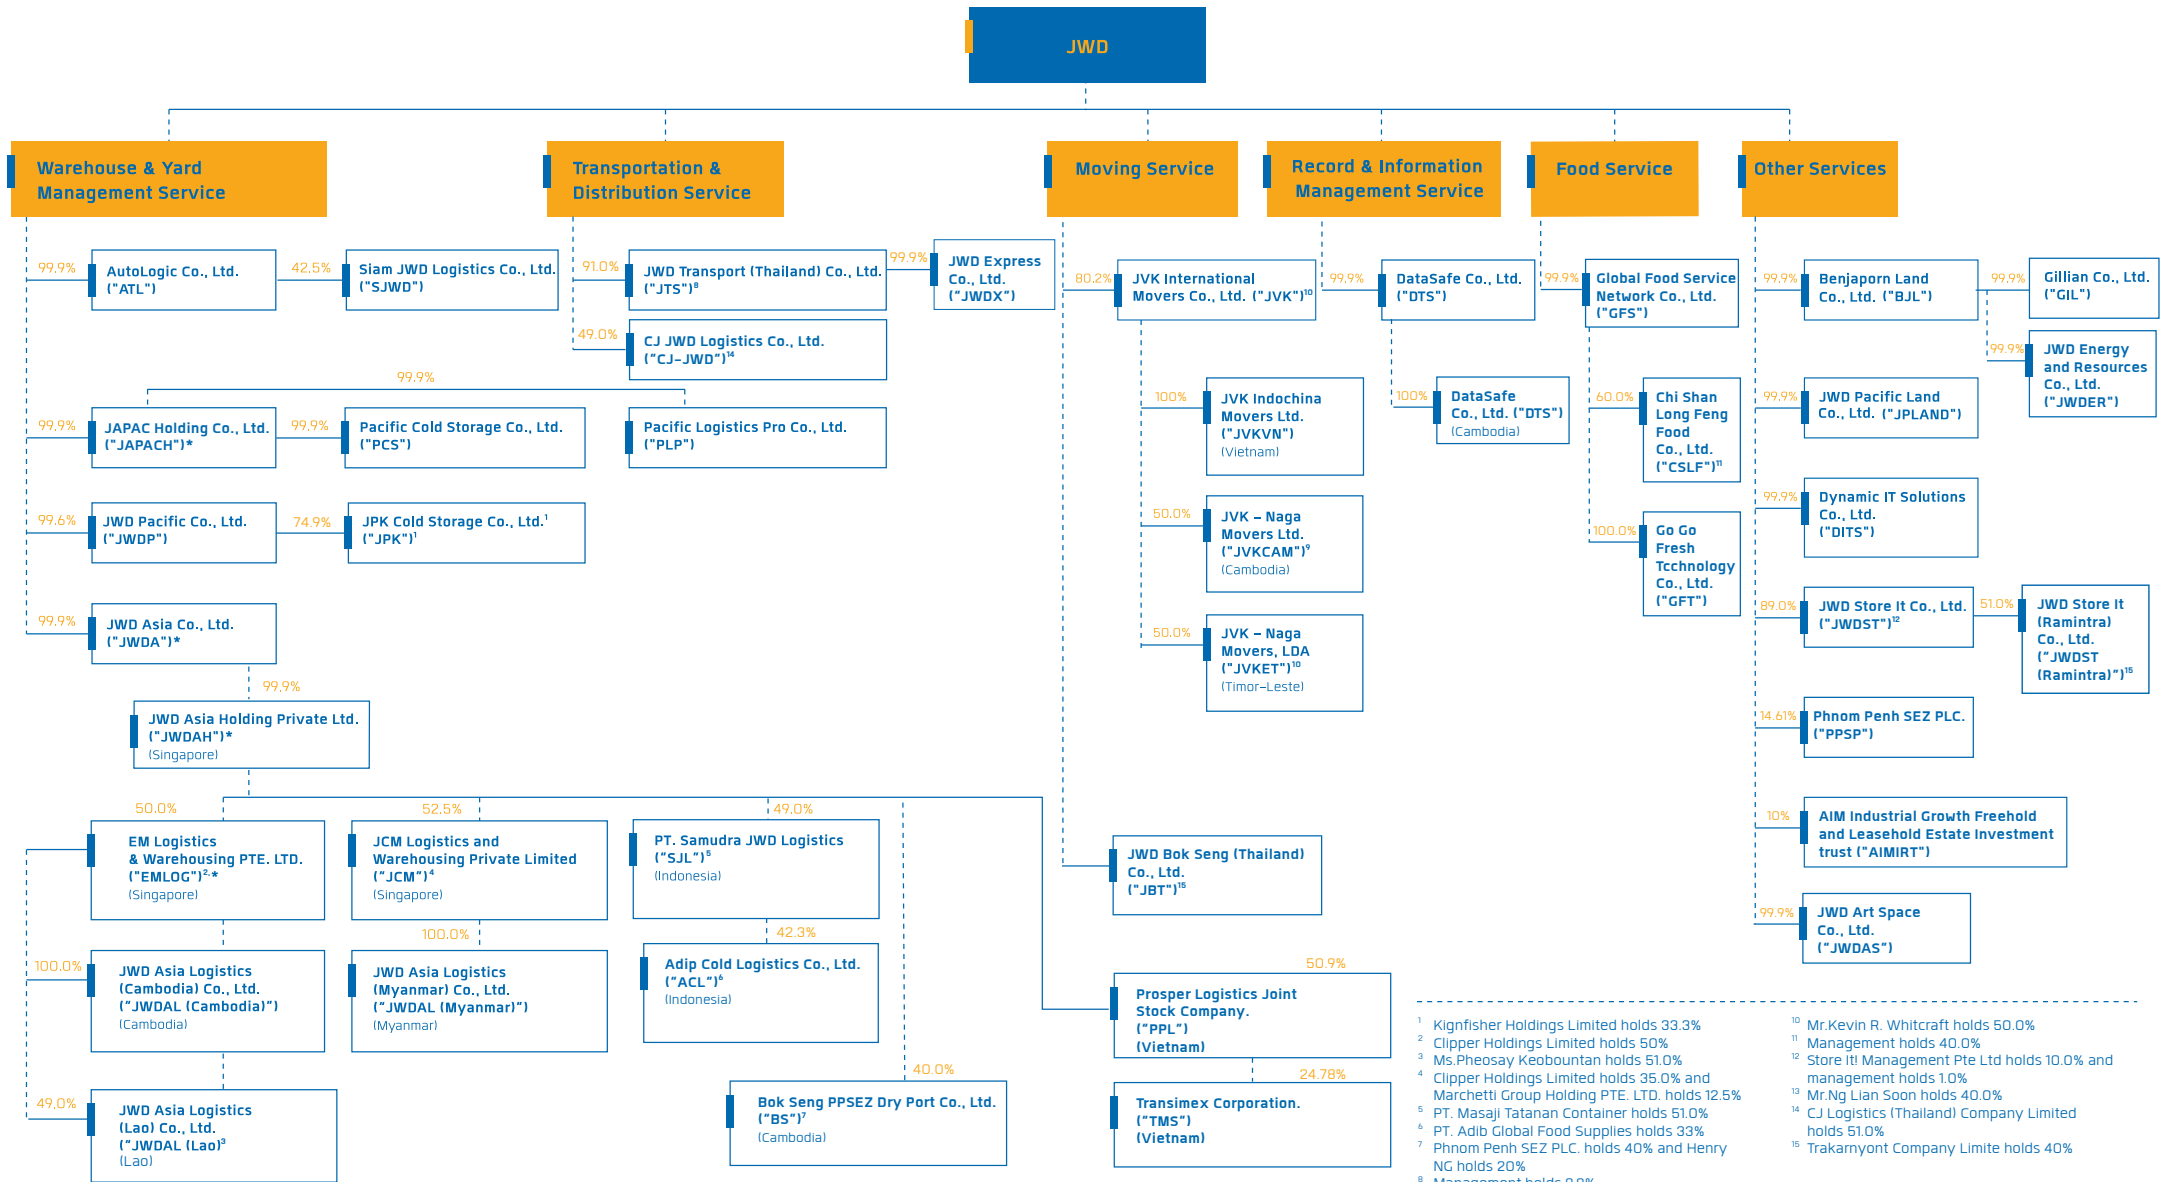 JWD
Warehouse & Yard
Management Service
Transportation &
Distribution Service
Moving Service
Record & Information
Management Service
Food Service
Other Services
99.9%
AutoLogic Co., Ltd.
("ATL")
42.5%
Siam JWD Logistics Co., Ltd.
("SJWD")
99.9%
99.9%
JAPAC Holding Co., Ltd.
("JAPACH")*
99.9%
Pacific Cold Storage Co., Ltd.
("PCS")
Pacific Logistics Pro Co., Ltd.
("PLP")
99.6%
JWD Pacific Co., Ltd.
("JWDP")
74.9%
JPK Cold Storage Co., Ltd.¹
("JPK")¹
99.9%
JWD Asia Co., Ltd.
("JWDA")*
99.9%
JWD Asia Holding Private Ltd.
("JWDAH")*
(Singapore)
50.0%
EM Logistics
& Warehousing PTE. LTD.
("EMLOG")²·*
(Singapore)
52.5%
JCM Logistics and
Warehousing Private Limited
("JCM")⁴
(Singapore)
49.0%
PT. Samudra JWD Logistics
("SJL")⁵
(Indonesia)
100.0%
JWD Asia Logistics
(Cambodia) Co., Ltd.
("JWDAL (Cambodia)")
(Cambodia)
100.0%
JWD Asia Logistics
(Myanmar) Co., Ltd.
("JWDAL (Myanmar)")
(Myanmar)
42.3%
Adip Cold Logistics Co., Ltd.
("ACL")⁶
(Indonesia)
49.0%
JWD Asia Logistics
(Lao) Co., Ltd.
("JWDAL (Lao)³
(Lao)
40.0%
Bok Seng PPSEZ Dry Port Co., Ltd.
("BS")⁷
(Cambodia)
91.0%
JWD Transport (Thailand) Co., Ltd.
("JTS")⁸
99.9%
JWD Express
Co., Ltd.
("JWDX")
49.0%
CJ JWD Logistics Co., Ltd.
("CJ-JWD")¹⁴
80.2%
JVK International
Movers Co., Ltd. ("JVK")¹⁰
100%
JVK Indochina
Movers Ltd.
("JVKVN")
(Vietnam)
50.0%
JVK – Naga
Movers Ltd.
("JVKCAM")⁹
(Cambodia)
50.0%
JVK – Naga
Movers, LDA
("JVKET")¹⁰
(Timor-Leste)
JWD Bok Seng (Thailand)
Co., Ltd.
("JBT")¹⁵
50.9%
Prosper Logistics Joint
Stock Company.
("PPL")
(Vietnam)
24.78%
Transimex Corporation.
("TMS")
(Vietnam)
99.9%
DataSafe Co., Ltd.
("DTS")
100%
DataSafe
Co., Ltd. ("DTS")
(Cambodia)
99.9%
Global Food Service
Network Co., Ltd.
("GFS")
60.0%
Chi Shan
Long Feng
Food
Co., Ltd.
("CSLF")¹¹
100.0%
Go Go
Fresh
Tcchnology
Co., Ltd.
("GFT")
99.9%
Benjaporn Land
Co., Ltd. ("BJL")
99.9%
Gillian Co., Ltd.
("GIL")
99.9%
JWD Energy
and Resources
Co., Ltd.
("JWDER")
99.9%
JWD Pacific Land
Co., Ltd. ("JPLAND")
99.9%
Dynamic IT Solutions
Co., Ltd.
("DITS")
89.0%
JWD Store It Co., Ltd.
("JWDST")¹²
51.0%
JWD Store It
(Ramintra)
Co., Ltd.
("JWDST
(Ramintra)")¹⁵
14.61%
Phnom Penh SEZ PLC.
("PPSP")
10%
AIM Industrial Growth Freehold
and Leasehold Estate Investment
trust ("AIMIRT")
99.9%
JWD Art Space
Co., Ltd.
("JWDAS")
¹ Kignfisher Holdings Limited holds 33.3%
² Clipper Holdings Limited holds 50%
³ Ms.Pheosay Keobountan holds 51.0%
⁴ Clipper Holdings Limited holds 35.0% and
Marchetti Group Holding PTE. LTD. holds 12.5%
⁵ PT. Masaji Tatanan Container holds 51.0%
⁶ PT. Adib Global Food Supplies holds 33%
⁷ Phnom Penh SEZ PLC. holds 40% and Henry
NG holds 20%
⁸ Management holds
¹⁰ Mr.Kevin R. Whitcraft holds 50.0%
¹¹ Management holds 40.0%
¹² Store It! Management Pte Ltd holds 10.0% and
management holds 1.0%
¹³ Mr.Ng Lian Soon holds 40.0%
¹⁴ CJ Logistics (Thailand) Company Limited
holds 51.0%
¹⁵ Trakarnyont Company Limite holds 40%